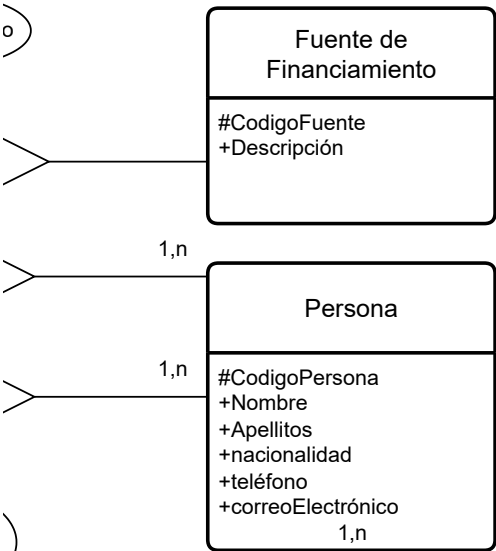 o
Fuente de
Financiamiento
#CodigoFuente
+Descripción
1,n
Persona
1,n
#CodigoPersona
+Nombre
+Apellitos
+nacionalidad
+teléfono
+correoElectrónico
1,n